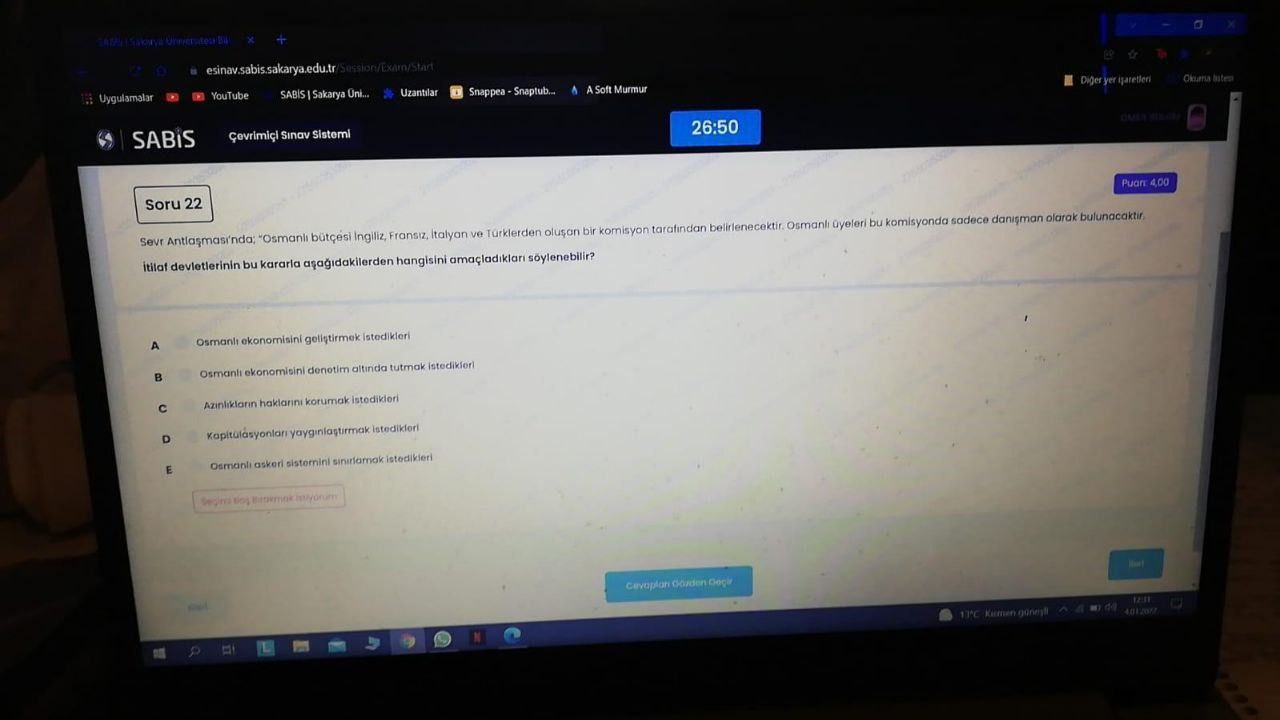 SABİS | Sakarya Üniversitesi Bil
esinav.sabis.sakarya.edu.tr/Session/Exam/Start
Uygulamalar YouTube SABİS | Sakarya Üni... Uzantılar Snappea - Snaptub... A Soft Murmur Diğer yer işaretleri Okuma listesi
SABİS Çevrimiçi Sınav Sistemi 26:50
Soru 22 Puan: 4,00
Sevr Antlaşması'nda; "Osmanlı bütçesi İngiliz, Fransız, İtalyan ve Türklerden oluşan bir komisyon tarafından belirlenecektir. Osmanlı üyeleri bu komisyonda sadece danışman olarak bulunacaktır.
İtilaf devletlerinin bu kararla aşağıdakilerden hangisini amaçladıkları söylenebilir?
A Osmanlı ekonomisini geliştirmek istedikleri
B Osmanlı ekonomisini denetim altında tutmak istedikleri
C Azınlıkların haklarını korumak istedikleri
D Kapitülasyonları yaygınlaştırmak istedikleri
E Osmanlı askeri sistemini sınırlamak istedikleri
Seçimi Boş Bırakmak İstiyorum
Cevapları Gözden Geçir İleri
13°C Kısmen güneşli 12:31
4.01.2022